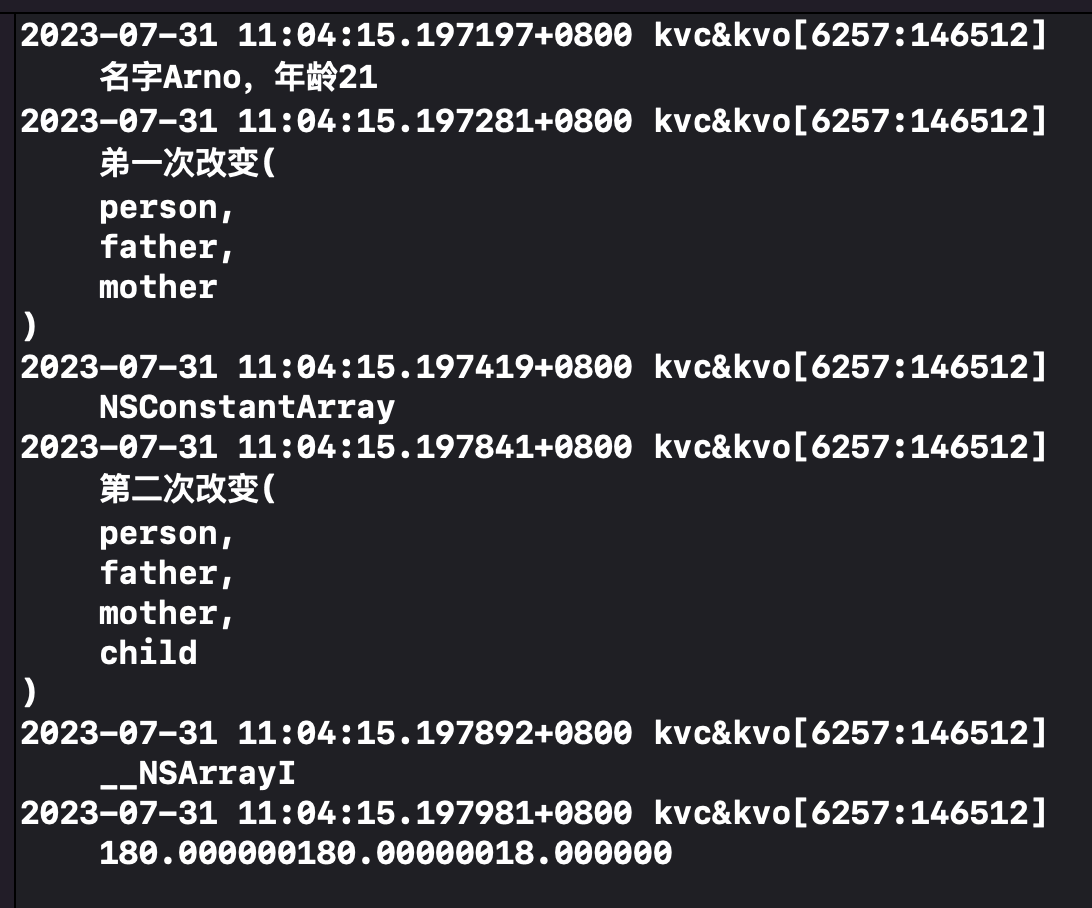 2023-07-31 11:04:15.197197+0800 kvc&kvo[6257:146512]
名字Arno，年龄21
2023-07-31 11:04:15.197281+0800 kvc&kvo[6257:146512]
弟一次改变(
person,
father,
mother
)
2023-07-31 11:04:15.197419+0800 kvc&kvo[6257:146512]
NSConstantArray
2023-07-31 11:04:15.197841+0800 kvc&kvo[6257:146512]
第二次改变(
person,
father,
mother,
child
)
2023-07-31 11:04:15.197892+0800 kvc&kvo[6257:146512]
__NSArrayI
2023-07-31 11:04:15.197981+0800 kvc&kvo[6257:146512]
180.000000180.00000018.000000